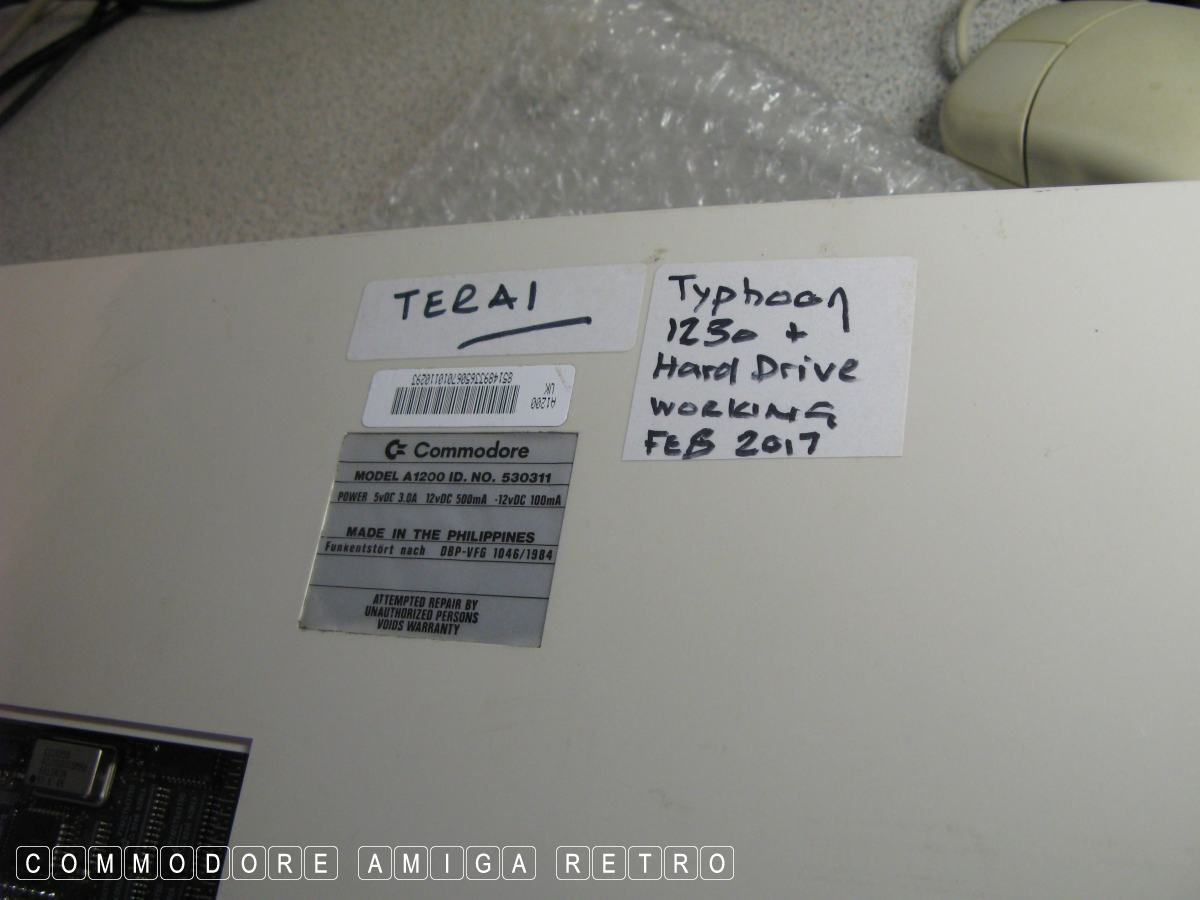 TERAI
Typhoon
1230 +
Hard Drive
WORKING
FEB 2017
8514893365067010110293
A1200
UK
Commodore
MODEL A1200 ID. NO. 530311
POWER 5vDC 3.0A 12vDC 500mA -12vDC 100mA
MADE IN THE PHILIPPINES
Funkentstört nach DBP-VFG 1046/1984
ATTEMPTED REPAIR BY
UNAUTHORIZED PERSONS
VOIDS WARRANTY
COMMODORE AMIGA RETRO